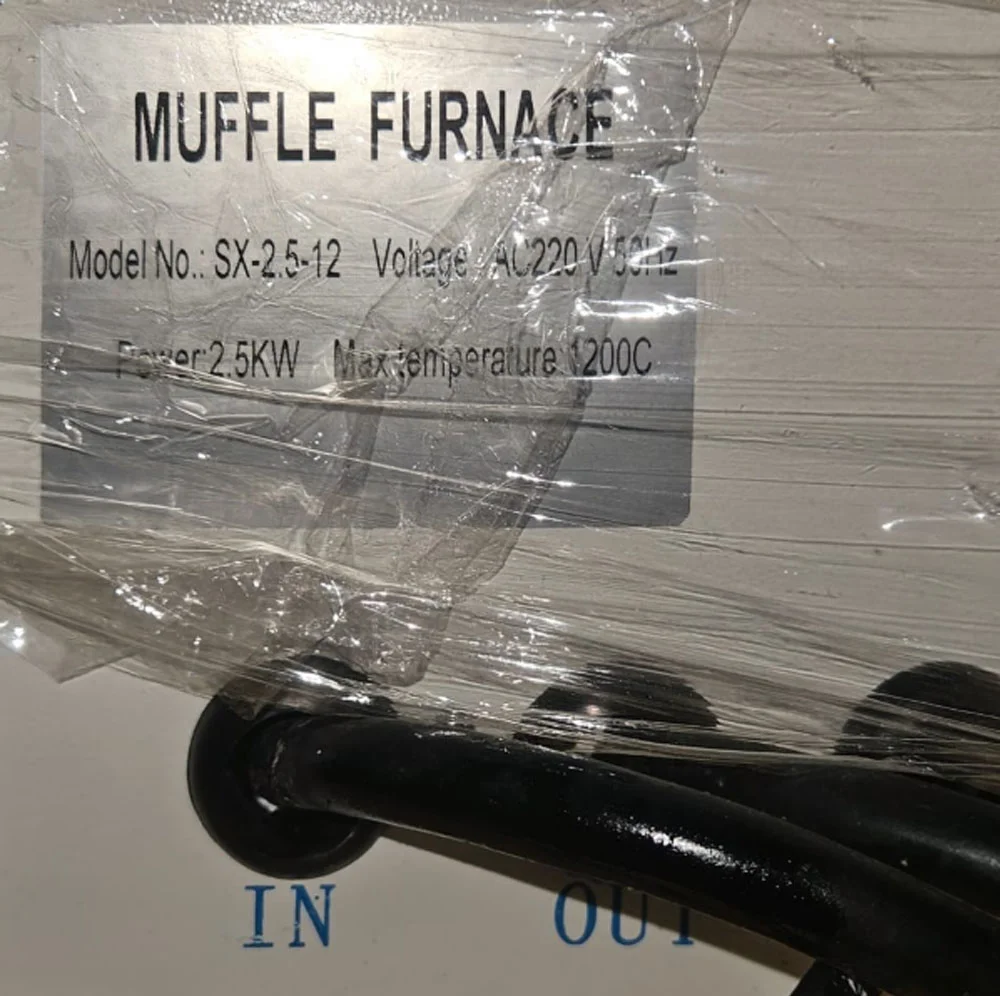 MUFFLE FURNACE
Model No.: SX-2.5-12 Voltage : AC220 V 50Hz
Power:2.5KW Max temperature:1200C
IN OUT